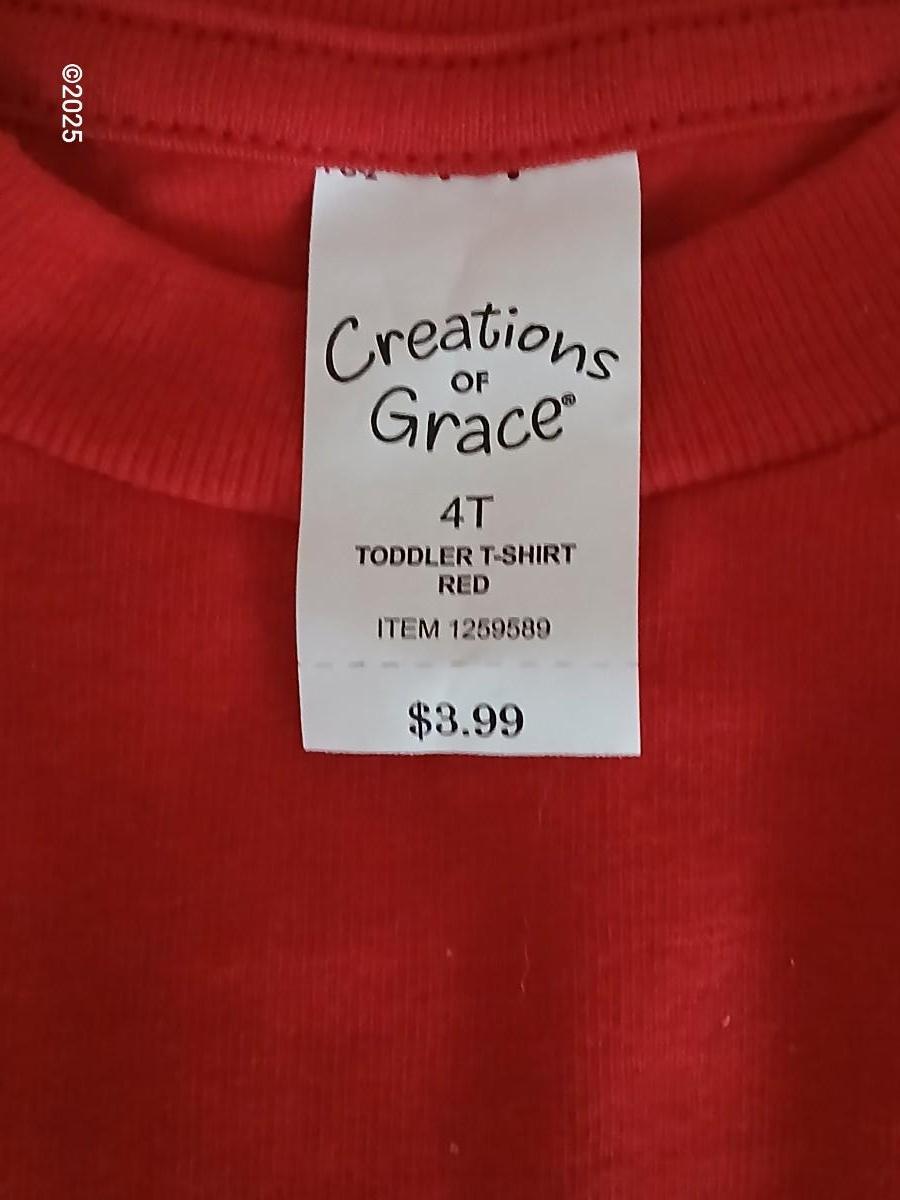 ©2025
Creations
OF
Grace®
4T
TODDLER T-SHIRT
RED
ITEM 1259589
$3.99